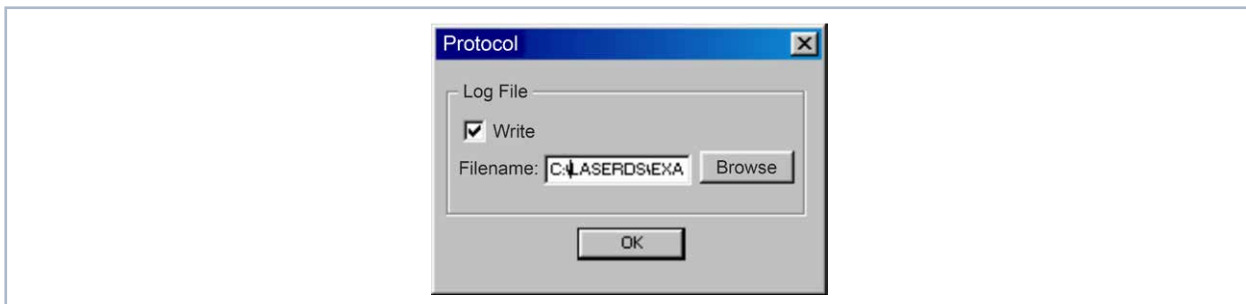 Protocol
Log File
Write
Filename: C:\LASERDS\EXA Browse
OK